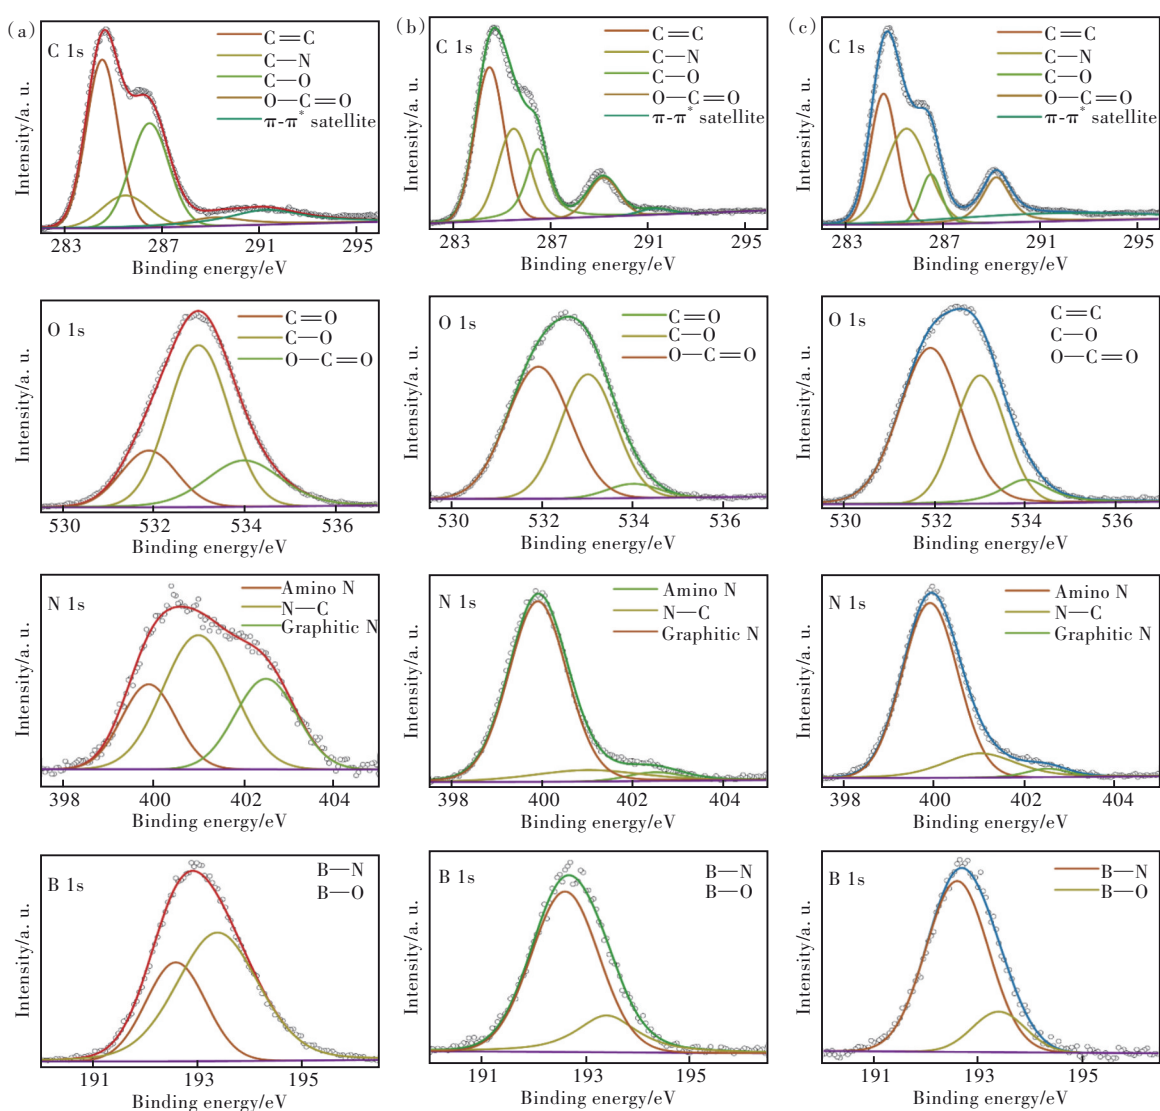 (a)
C 1s
C═C
C—N
C—O
O—C═O
π-π* satellite
Intensity/a. u.
283 287 291 295
Binding energy/eV
(b)
C 1s
C═C
C—N
C—O
O—C═O
π-π* satellite
Intensity/a. u.
283 287 291 295
Binding energy/eV
(c)
C 1s
C═C
C—N
C—O
O—C═O
π-π* satellite
Intensity/a. u.
283 287 291 295
Binding energy/eV
O 1s
C═O
C—O
O—C═O
Intensity/a. u.
530 532 534 536
Binding energy/eV
O 1s
C═O
C—O
O—C═O
Intensity/a. u.
530 532 534 536
Binding energy/eV
O 1s
C═C
C—O
O—C═O
Intensity/a. u.
530 532 534 536
Binding energy/eV
N 1s
Amino N
N—C
Graphitic N
Intensity/a. u.
398 400 402 404
Binding energy/eV
N 1s
Amino N
N—C
Graphitic N
Intensity/a. u.
398 400 402 404
Binding energy/eV
N 1s
Amino N
N—C
Graphitic N
Intensity/a. u.
398 400 402 404
Binding energy/eV
B 1s
B—N
B—O
Intensity/a. u.
191 193 195
Binding energy/eV
B 1s
B—N
B—O
Intensity/a. u.
191 193 195
Binding energy/eV
B 1s
B—N
B—O
Intensity/a. u.
191 193 195
Binding energy/eV